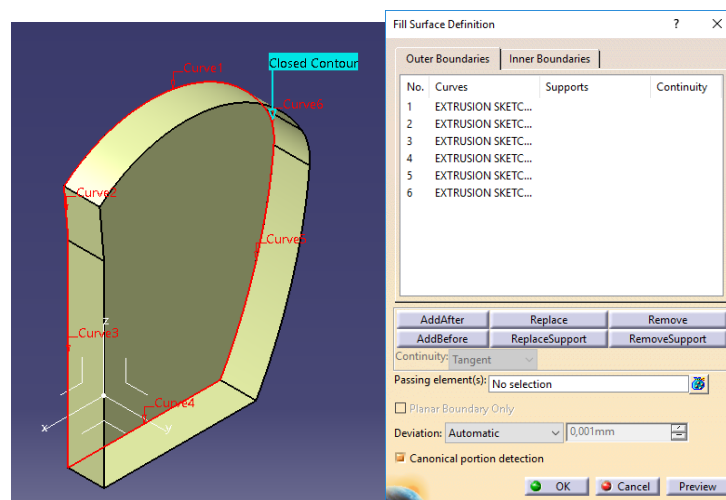 Closed Contour
Curve1
Curve6
Curve2
Curve5
Curve3
Curve4
z
x
y
Fill Surface Definition
? X
Outer Boundaries Inner Boundaries
No. Curves Supports Continuity
1 EXTRUSION SKETC...
2 EXTRUSION SKETC...
3 EXTRUSION SKETC...
4 EXTRUSION SKETC...
5 EXTRUSION SKETC...
6 EXTRUSION SKETC...
AddAfter Replace Remove
AddBefore ReplaceSupport RemoveSupport
Continuity: Tangent
Passing element(s): No selection
Planar Boundary Only
Deviation: Automatic 0,001mm
Canonical portion detection
OK Cancel Preview